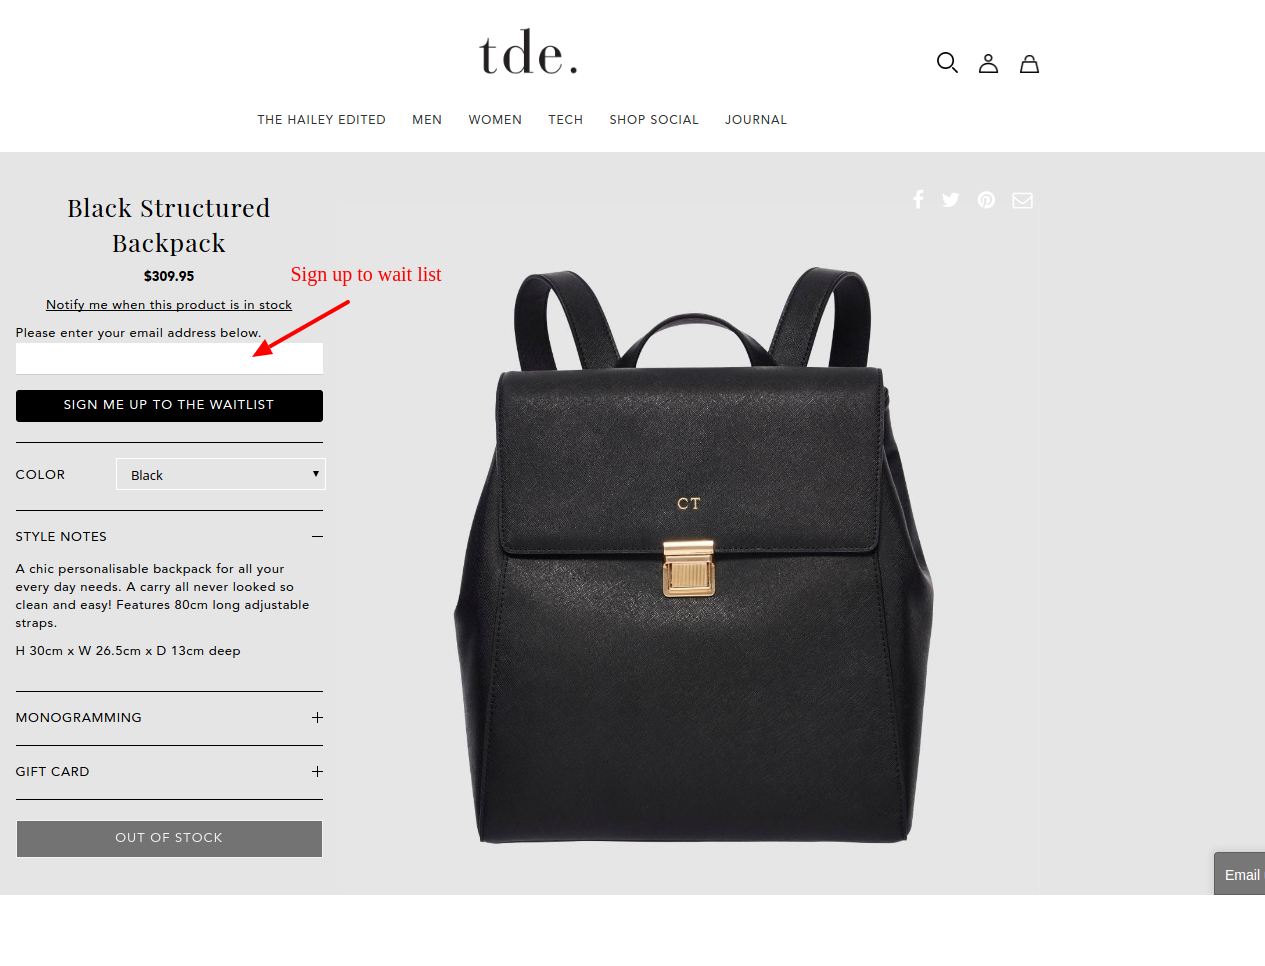 tde.
THE HAILEY EDITED MEN WOMEN TECH SHOP SOCIAL JOURNAL
Black Structured
Backpack
$309.95
Sign up to wait list
Notify me when this product is in stock
Please enter your email address below.
SIGN ME UP TO THE WAITLIST
COLOR Black
CT
STYLE NOTES
A chic personalisable backpack for all your
every day needs. A carry all never looked so
clean and easy! Features 80cm long adjustable
straps.
H 30cm x W 26.5cm x D 13cm deep
MONOGRAMMING
GIFT CARD
OUT OF STOCK
Email